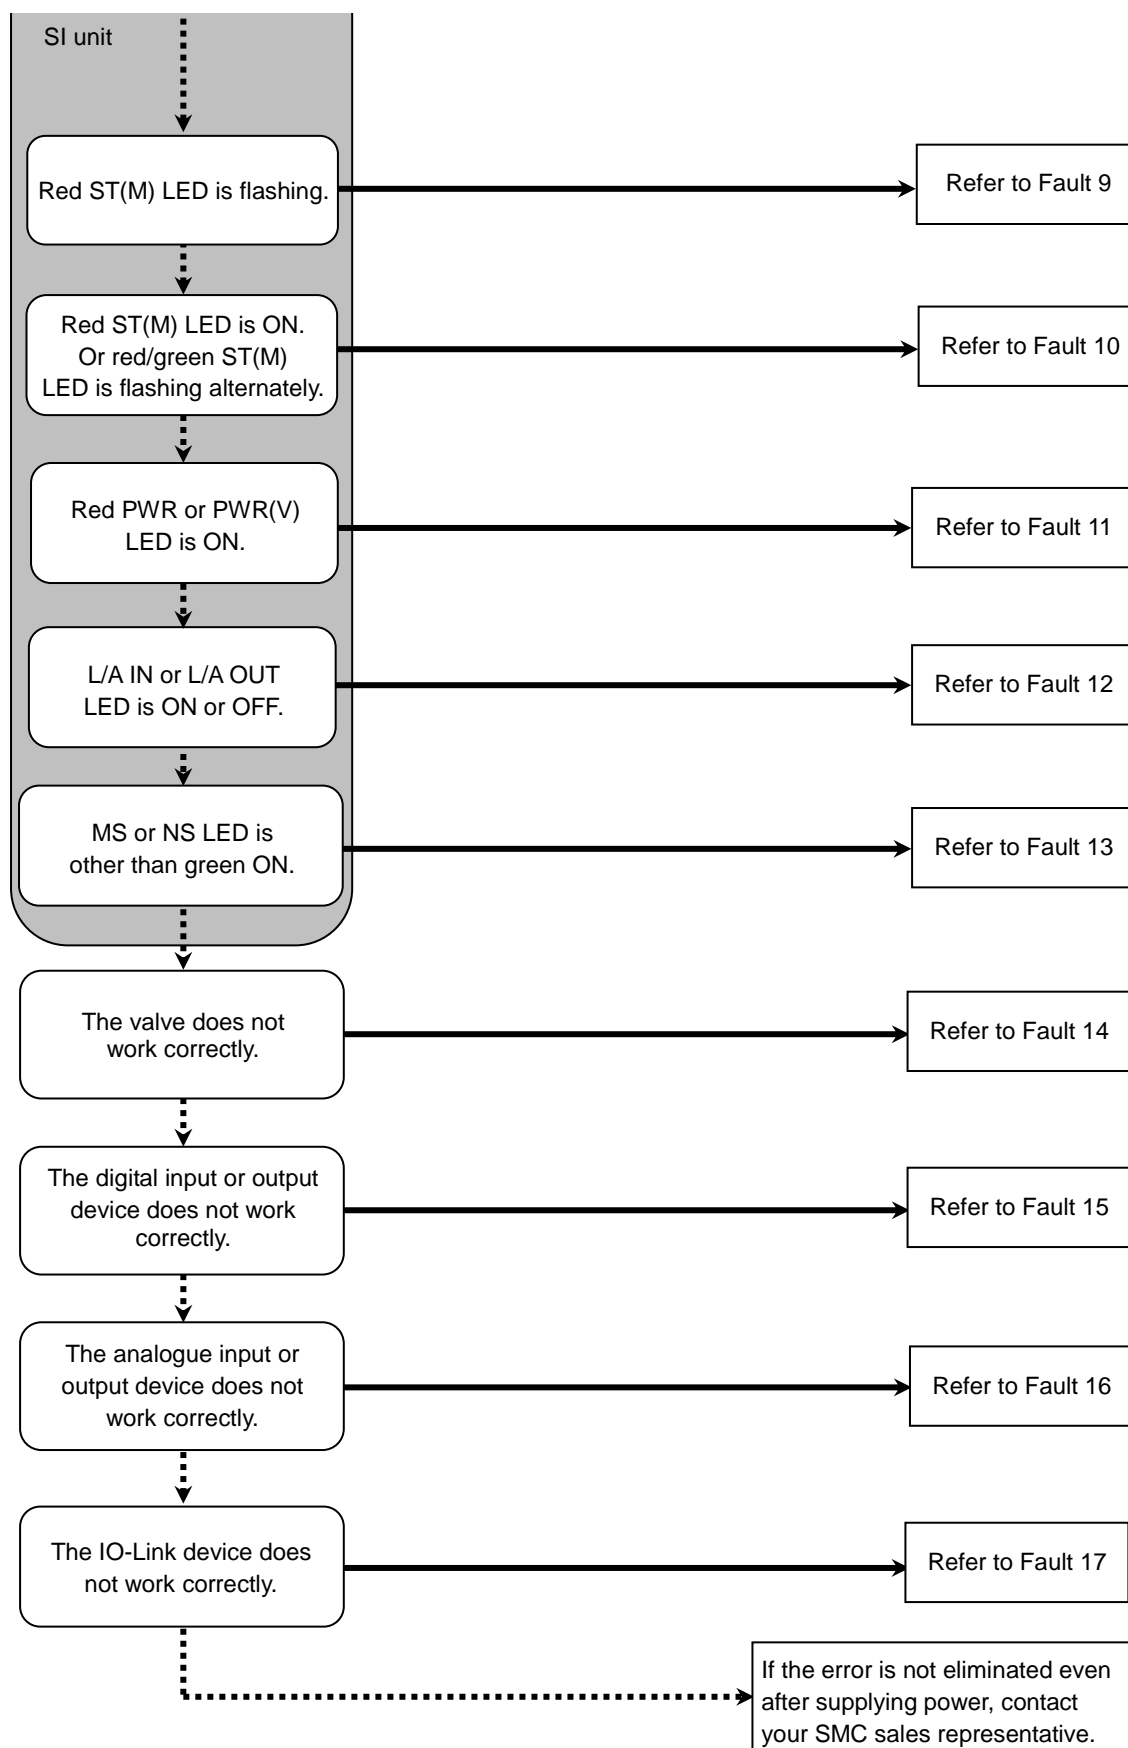 SI unit
Red ST(M) LED is flashing.
Refer to Fault 9
Red ST(M) LED is ON.
Or red/green ST(M)
LED is flashing alternately.
Refer to Fault 10
Red PWR or PWR(V)
LED is ON.
Refer to Fault 11
L/A IN or L/A OUT
LED is ON or OFF.
Refer to Fault 12
MS or NS LED is
other than green ON.
Refer to Fault 13
The valve does not
work correctly.
Refer to Fault 14
The digital input or output
device does not work
correctly.
Refer to Fault 15
The analogue input or
output device does not
work correctly.
Refer to Fault 16
The IO-Link device does
not work correctly.
Refer to Fault 17
If the error is not eliminated even
after supplying power, contact
your SMC sales representative.